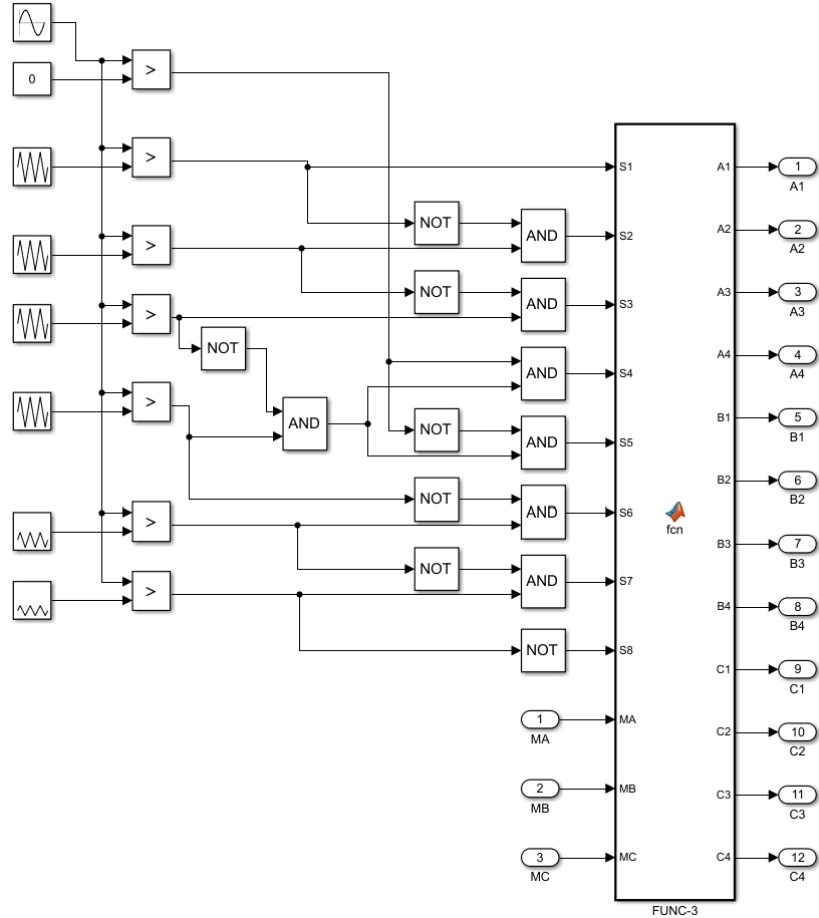 0
>
>
>
>
>
>
>
NOT
NOT
NOT
NOT
NOT
NOT
NOT
AND
AND
AND
AND
AND
AND
AND
S1
S2
S3
S4
S5
S6
S7
S8
MA
MB
MC
1
MA
2
MB
3
MC
fcn
A1
A2
A3
A4
B1
B2
B3
B4
C1
C2
C3
C4
1
A1
2
A2
3
A3
4
A4
5
B1
6
B2
7
B3
8
B4
9
C1
10
C2
11
C3
12
C4
FUNC-3